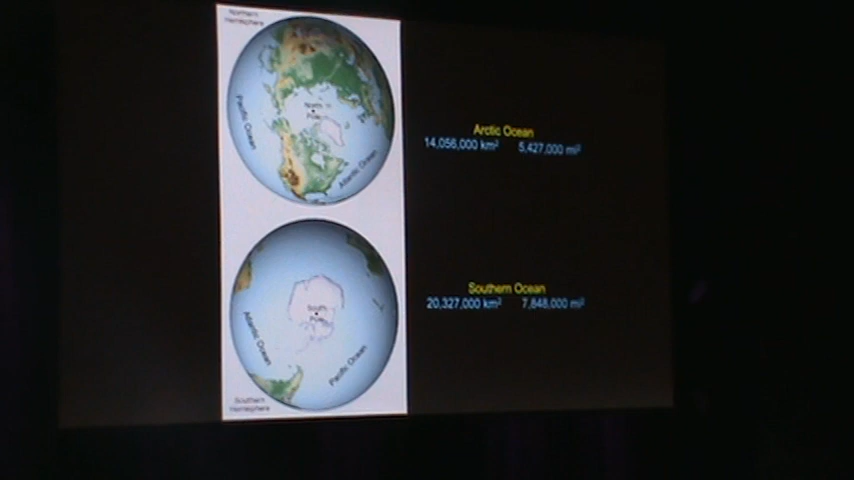 Northern
Hemisphere
North
Pole
Pacific Ocean
Atlantic Ocean
Arctic Ocean
14,056,000 km² 5,427,000 mi²
South
Pole
Atlantic Ocean
Pacific Ocean
Southern
Hemisphere
Southern Ocean
20,327,000 km² 7,848,000 mi²